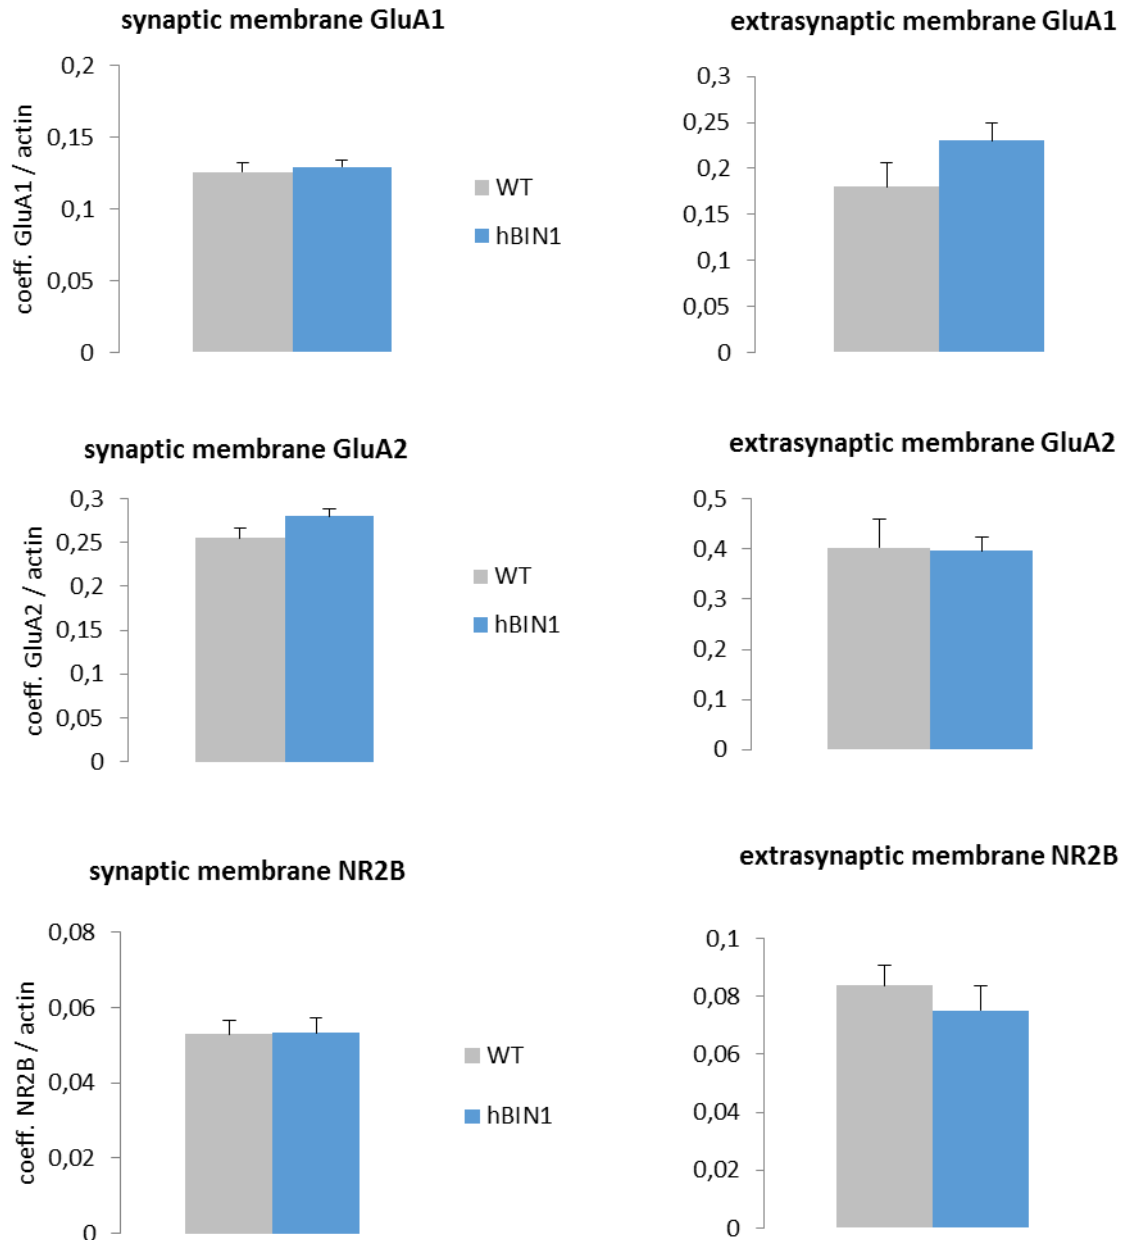 synaptic membrane GluA1
coeff. GluA1 / actin
0,2
0,15
0,1
0,05
0
WT
hBIN1
extrasynaptic membrane GluA1
0,3
0,25
0,2
0,15
0,1
0,05
0
synaptic membrane GluA2
coeff. GluA2 / actin
0,3
0,25
0,2
0,15
0,1
0,05
0
WT
hBIN1
extrasynaptic membrane GluA2
0,5
0,4
0,3
0,2
0,1
0
synaptic membrane NR2B
coeff. NR2B / actin
0,08
0,06
0,04
0,02
0
WT
hBIN1
extrasynaptic membrane NR2B
0,1
0,08
0,06
0,04
0,02
0